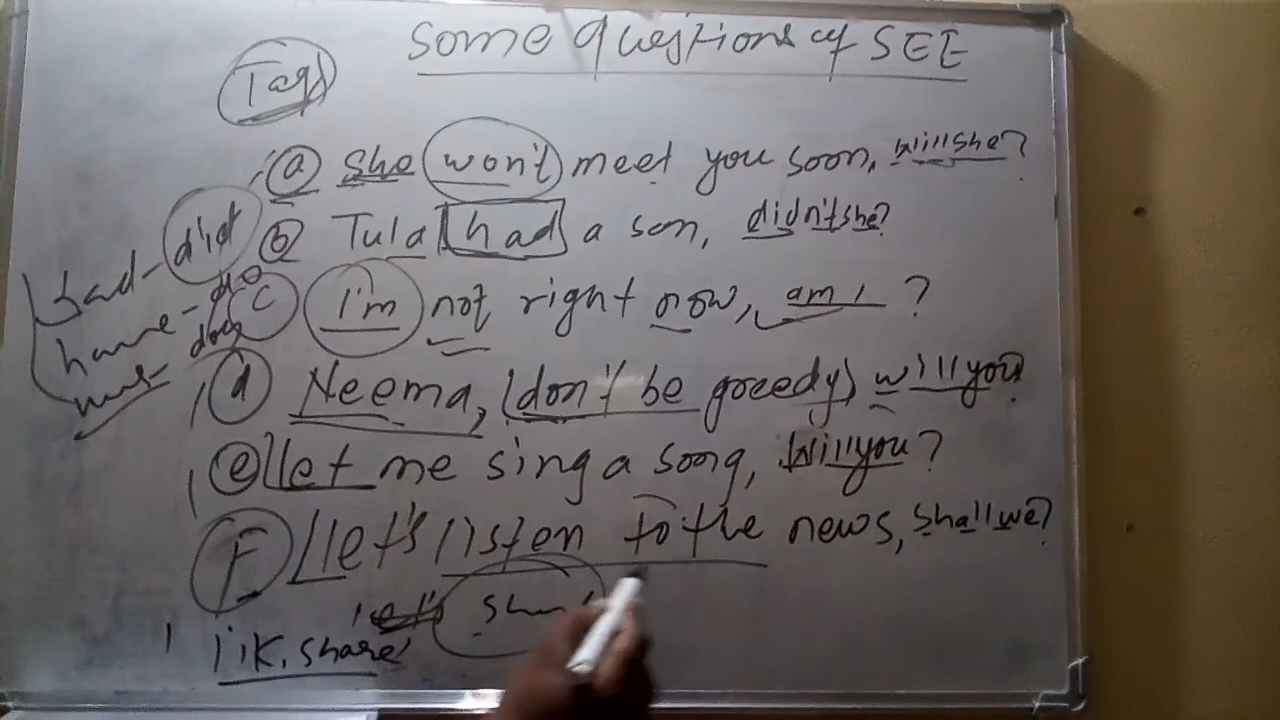 Some questions of SEE
Tags
(a) She won't meet you soon, will she?
(b) Tula had a son, didn't she?
(c) I'm not right now, am I?
(d) Neema, (don't be greedy) will you?
(e) let me sing a song, will you?
(F) Let's listen to the news, shall we?
had - did
have - do
does
let's
lik, share